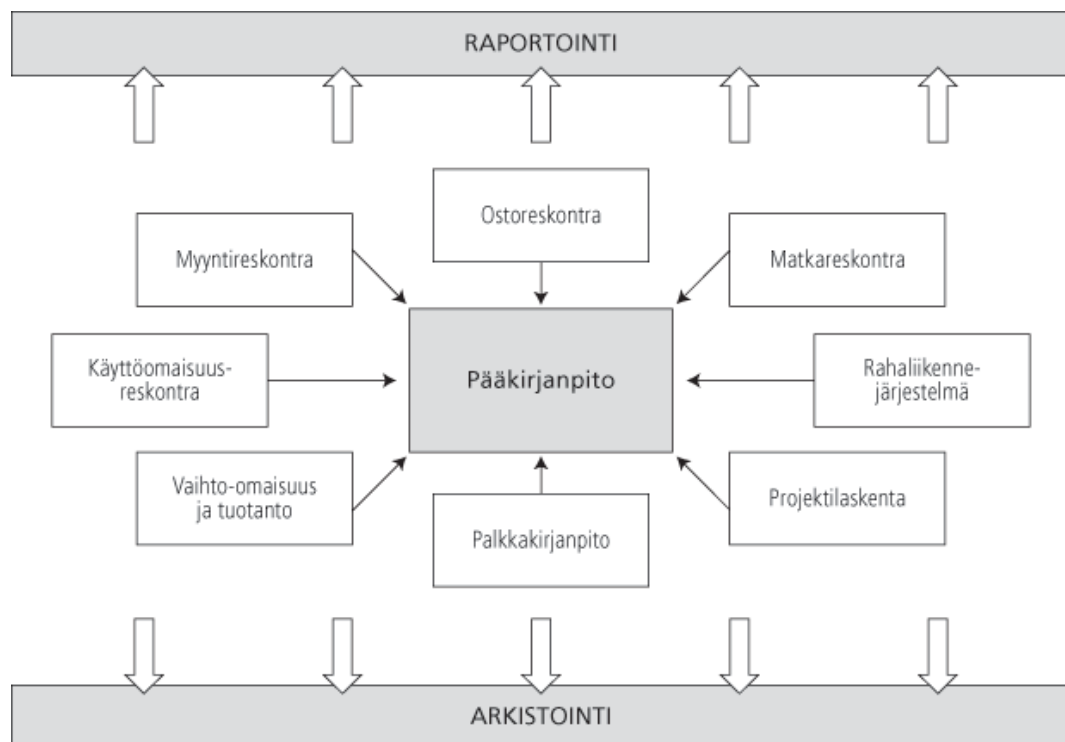 RAPORTOINTI
Ostoreskontra
Myyntireskontra
Matkareskontra
Käyttöomaisuus-
reskontra
Pääkirjanpito
Rahaliikenne-
järjestelmä
Vaihto-omaisuus
ja tuotanto
Palkkakirjanpito
Projektilaskenta
ARKISTOINTI